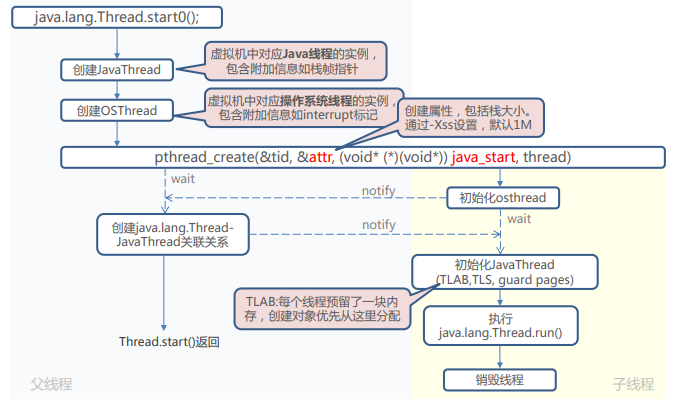 java.lang.Thread.start0();
创建JavaThread
虚拟机中对应Java线程的实例，
包含附加信息如栈帧指针
创建OSThread
虚拟机中对应操作系统线程的实例，
包含附加信息如interrupt标记
创建属性，包括栈大小。
通过-Xss设置，默认1M
pthread_create(&tid, &attr, (void* (*)(void*)) java_start, thread)
wait
notify
初始化osthread
创建java.lang.Thread-
JavaThread关联关系
notify
wait
初始化JavaThread
(TLAB,TLS, guard pages)
TLAB:每个线程预留了一块内
存，创建对象优先从这里分配
执行
java.lang.Thread.run()
Thread.start()返回
销毁线程
父线程
子线程